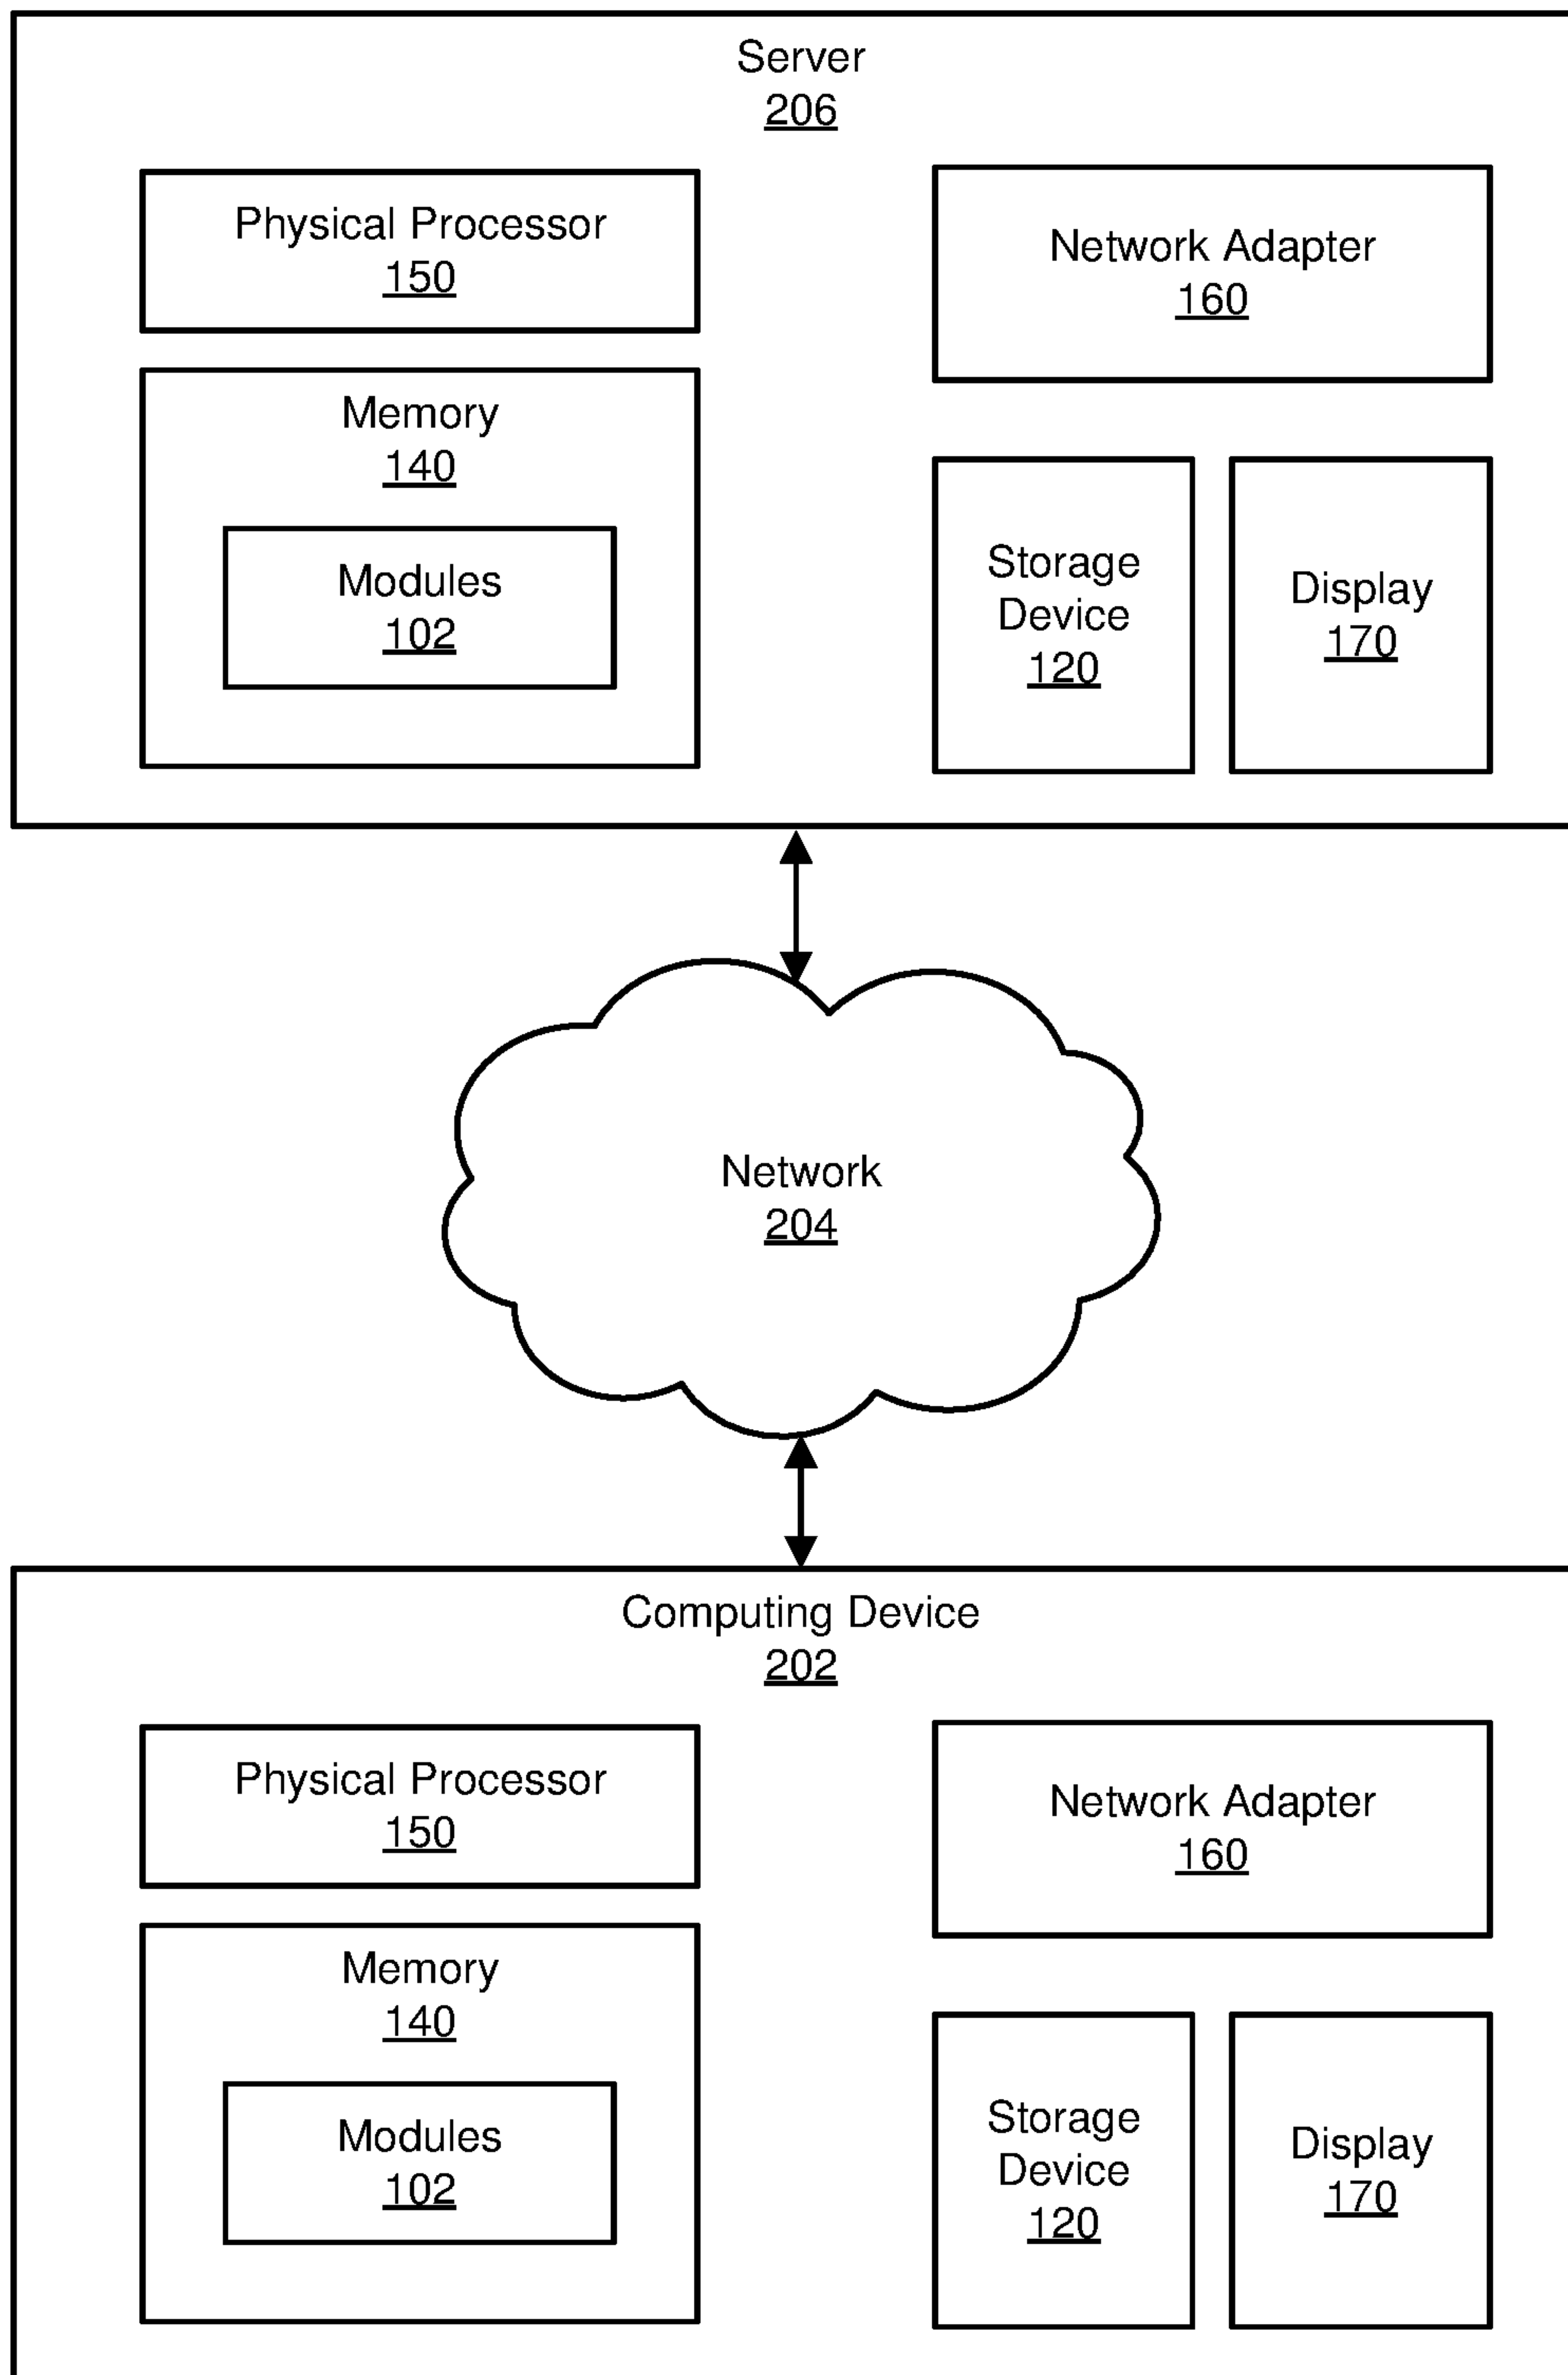 Server
206
Physical Processor
150
Network Adapter
160
Memory
140
Modules
102
Storage
Device
120
Display
170
Network
204
Computing Device
202
Physical Processor
150
Network Adapter
160
Memory
140
Modules
102
Storage
Device
120
Display
170